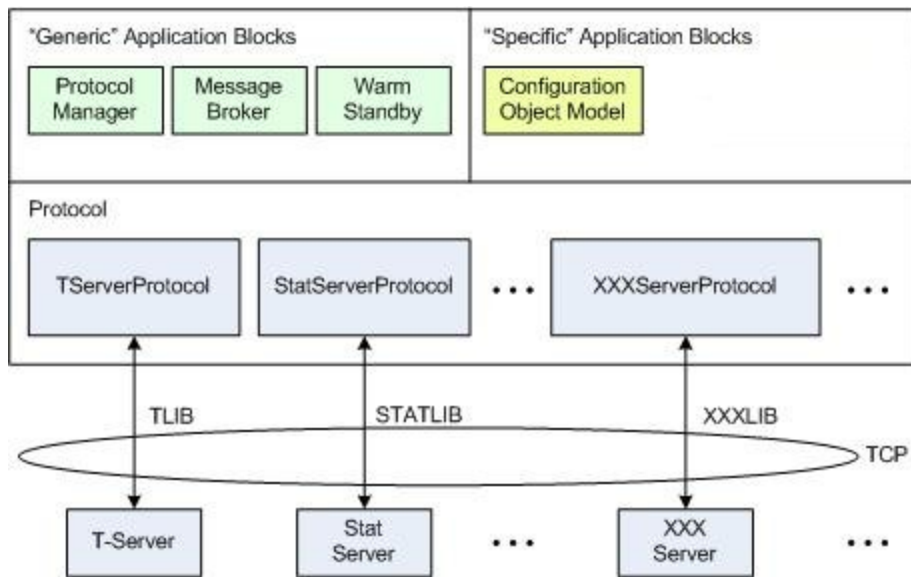 “Generic” Application Blocks
“Specific” Application Blocks
Protocol
Manager
Message
Broker
Warm
Standby
Configuration
Object Model
Protocol
TServerProtocol
StatServerProtocol
...
XXXServerProtocol
...
TLIB
STATLIB
XXXLIB
TCP
T-Server
Stat
Server
...
XXX
Server
...